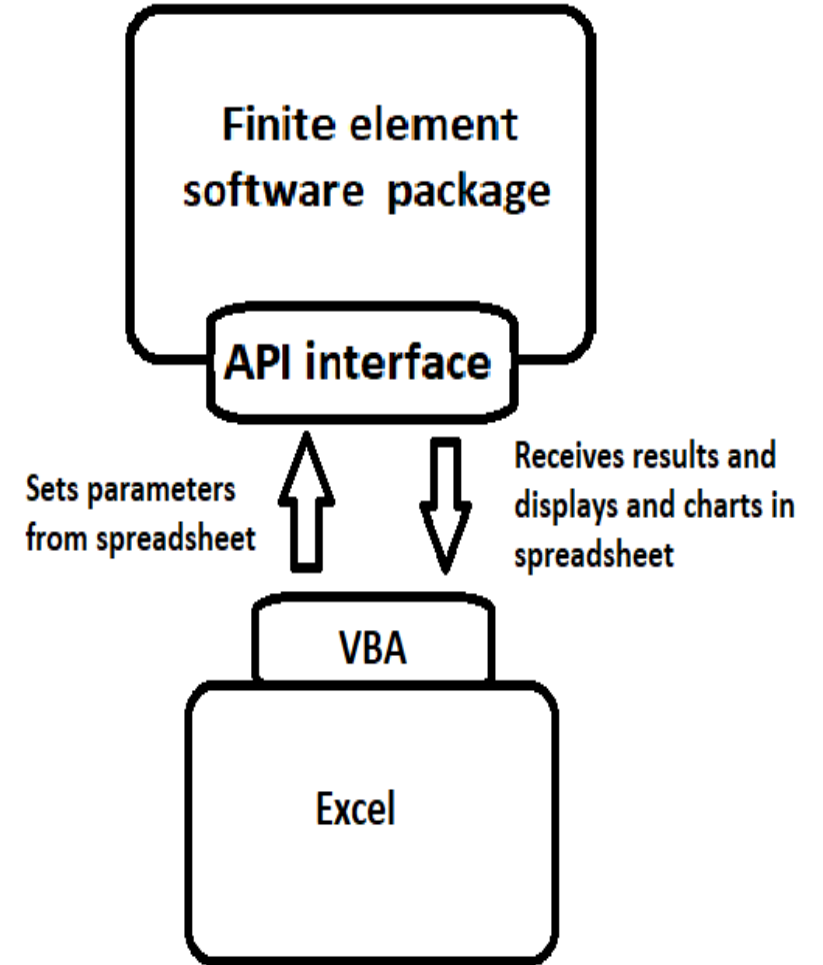 Finite element
software package
API interface
Sets parameters
from spreadsheet
Receives results and
displays and charts in
spreadsheet
VBA
Excel